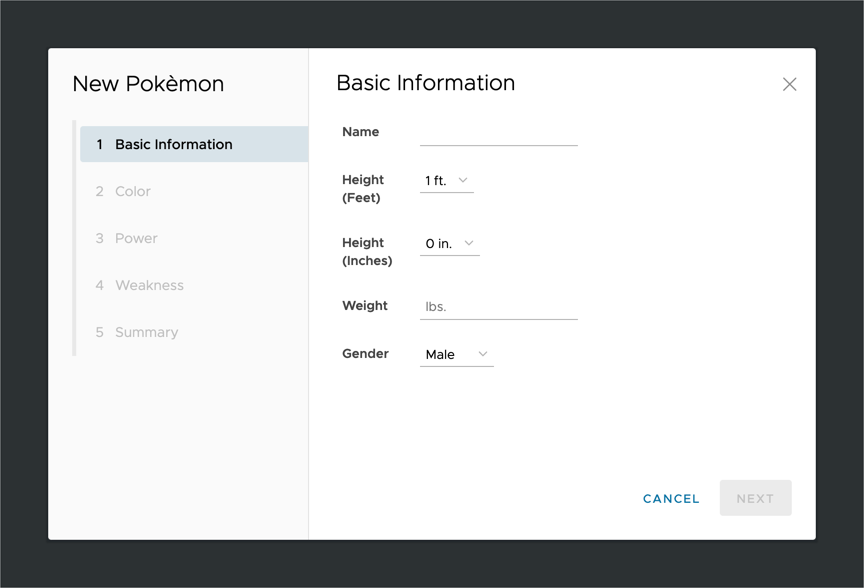 New Pokèmon
1 Basic Information
2 Color
3 Power
4 Weakness
5 Summary
Basic Information
Name
Height
(Feet)
1 ft.
Height
(Inches)
0 in.
Weight
lbs.
Gender
Male
CANCEL
NEXT